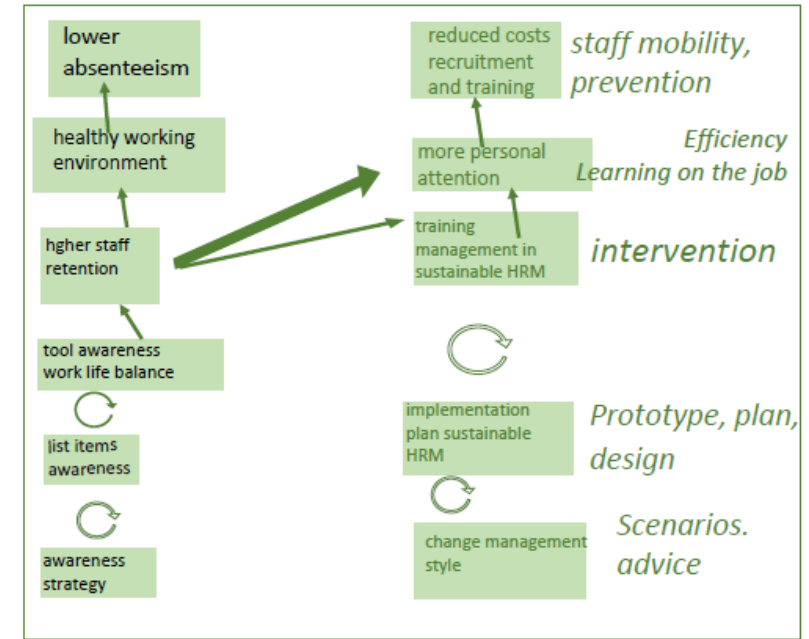 lower
absenteeism
healthy working
environment
hgher staff
retention
tool awareness
work life balance
list items
awareness
awareness
strategy
reduced costs
recruitment
and training
more personal
attention
training
management in
sustainable HRM
implementation
plan sustainable
HRM
change management
style
staff mobility,
prevention
Efficiency
Learning on the job
intervention
Prototype, plan,
design
Scenarios.
advice